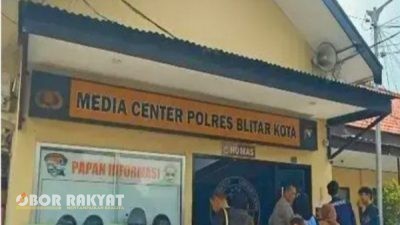 MEDIA CENTER POLRES BLITAR KOTA
HUMAS
PAPAN INFORMASI
OBOR RAKYAT